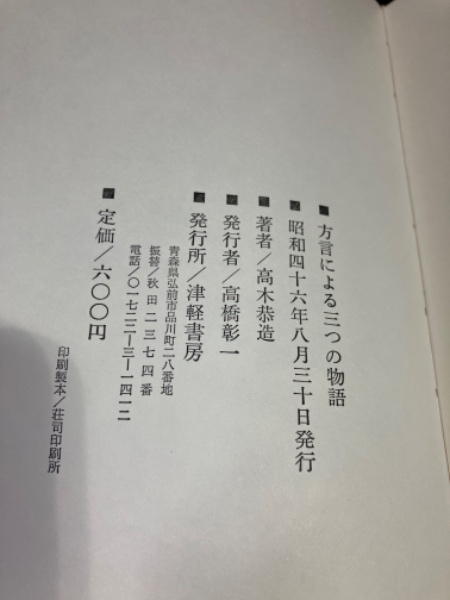 ■ 方言による三つの物語
■ 昭和四十六年八月三十日発行
■ 著者/高木恭造
■ 発行者/高橋彰一
■ 発行所/津軽書房
青森県弘前市品川町二八番地
振替/秋田二三七四番
電話/〇一七二二―三―一四一二
■ 定価/六〇〇円
印刷製本/荘司印刷所